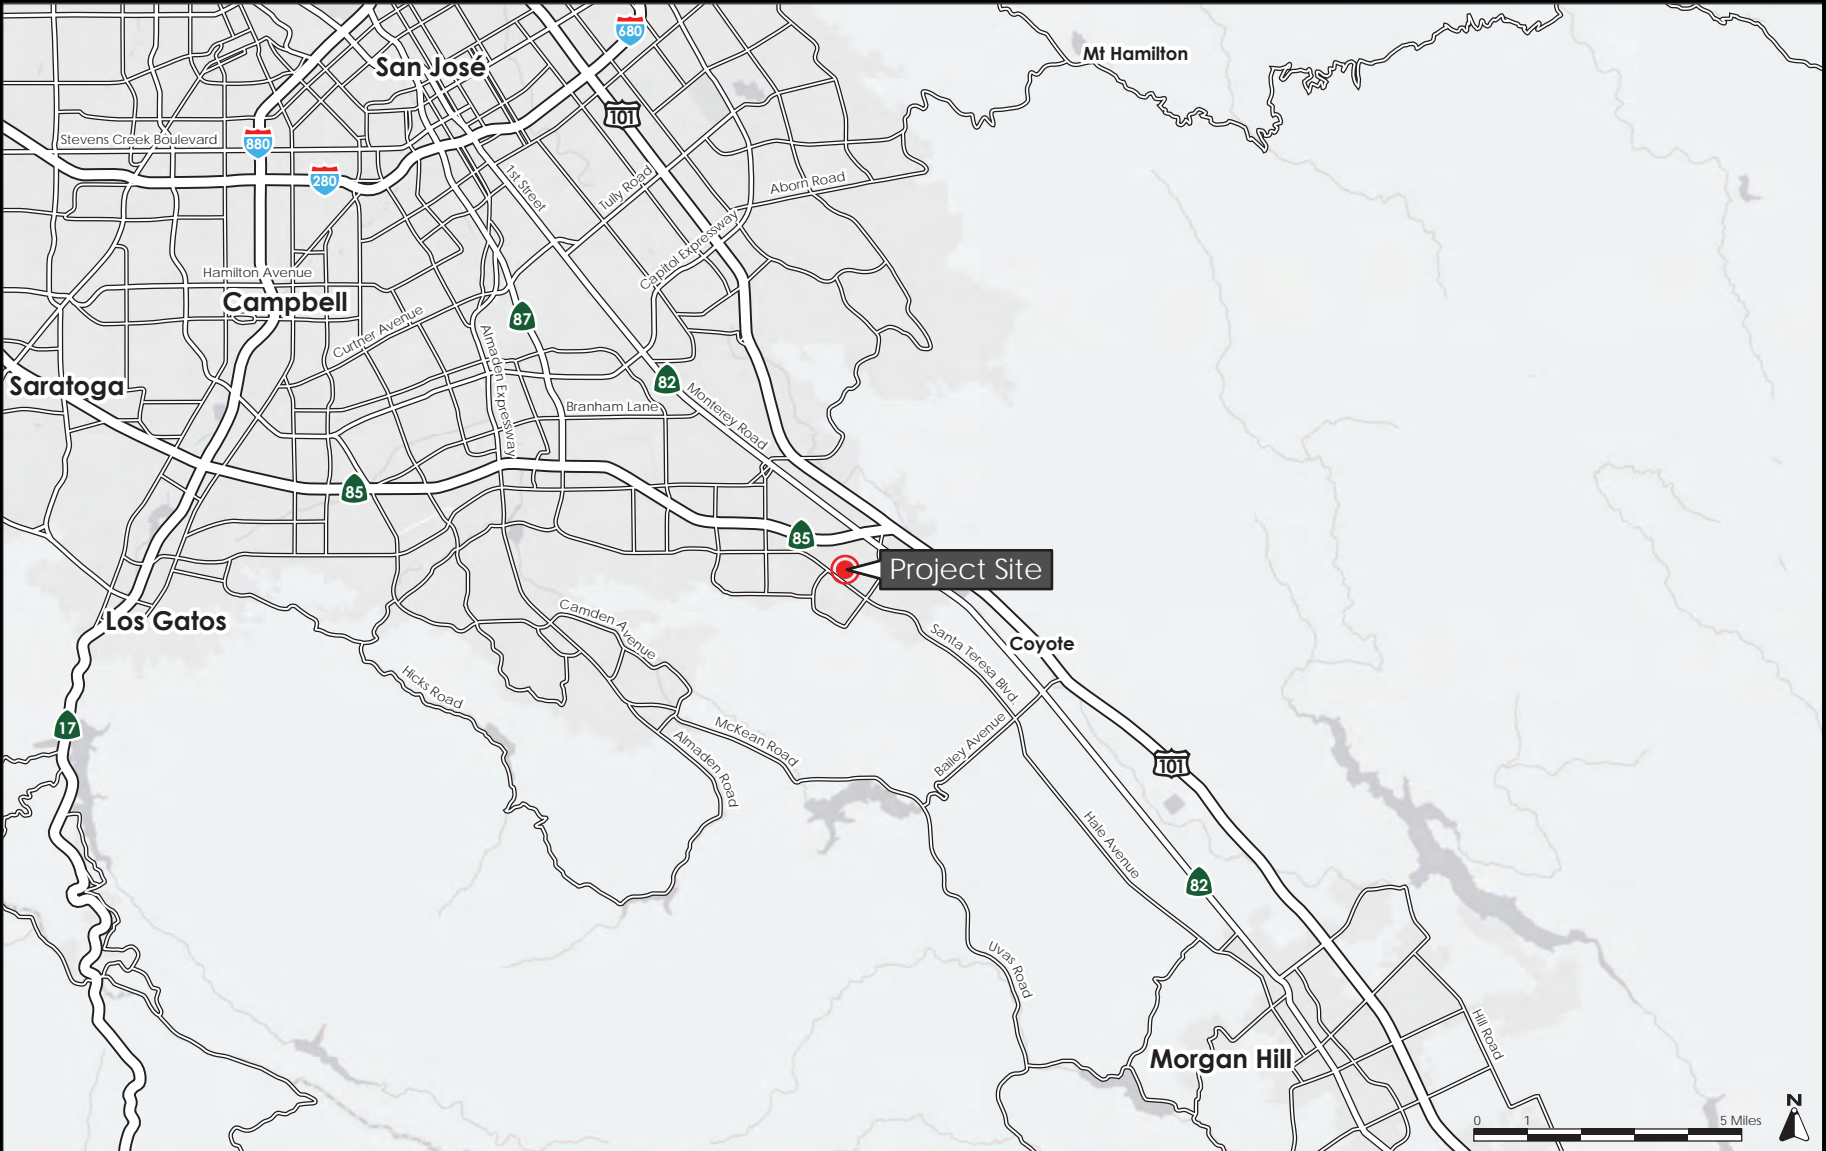 680
Mt Hamilton
San José
101
Stevens Creek Boulevard
880
280
1st Street
Tully Road
Aborn Road
Capitol Expressway
Hamilton Avenue
Campbell
87
Curtner Avenue
Almaden Expressway
Saratoga
82
Monterey Road
Branham Lane
85
85
Project Site
Los Gatos
Camden Avenue
Santa Teresa Blvd.
Coyote
Hicks Road
17
McKean Road
Almaden Road
Bailey Avenue
101
Hale Avenue
82
Uvas Road
Hill Road
Morgan Hill
N
0 1 5 Miles